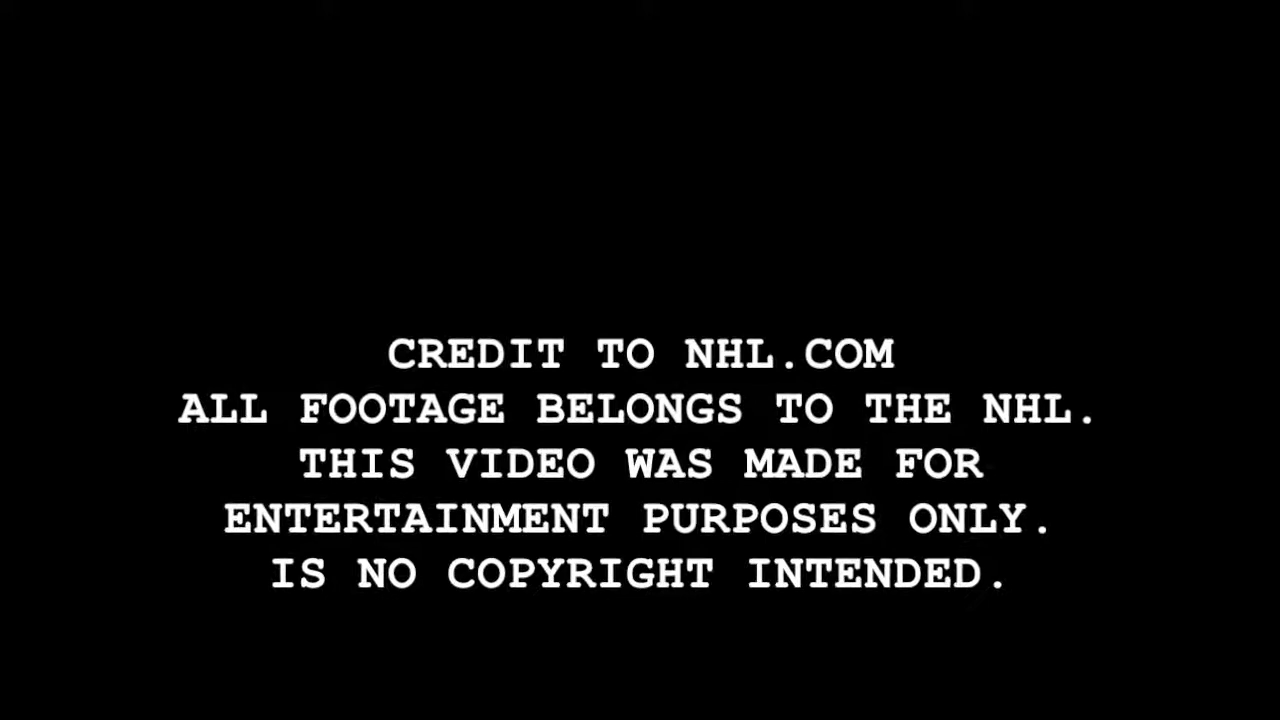 CREDIT TO NHL.COM
ALL FOOTAGE BELONGS TO THE NHL.
THIS VIDEO WAS MADE FOR
ENTERTAINMENT PURPOSES ONLY.
IS NO COPYRIGHT INTENDED.